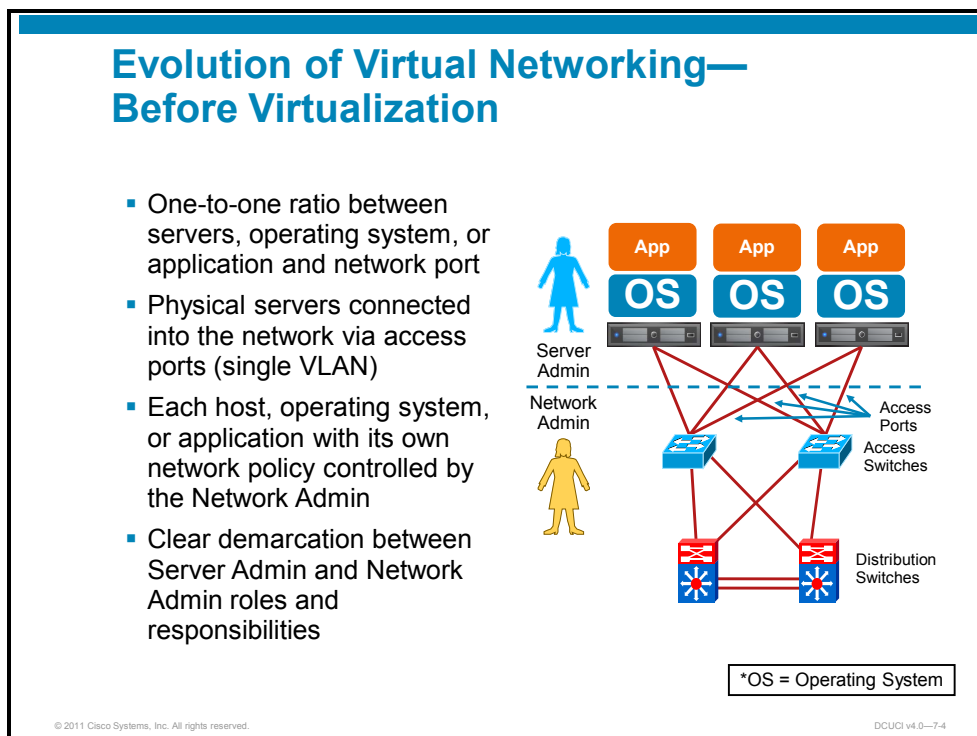 Evolution of Virtual Networking—
Before Virtualization
▪ One-to-one ratio between
servers, operating system, or
application and network port
▪ Physical servers connected
into the network via access
ports (single VLAN)
▪ Each host, operating system,
or application with its own
network policy controlled by
the Network Admin
▪ Clear demarcation between
Server Admin and Network
Admin roles and
responsibilities
App App App
OS OS OS
Server
Admin
Network
Admin
Access
Ports
Access
Switches
Distribution
Switches
*OS = Operating System
© 2011 Cisco Systems, Inc. All rights reserved.
DCUCI v4.0—7-4